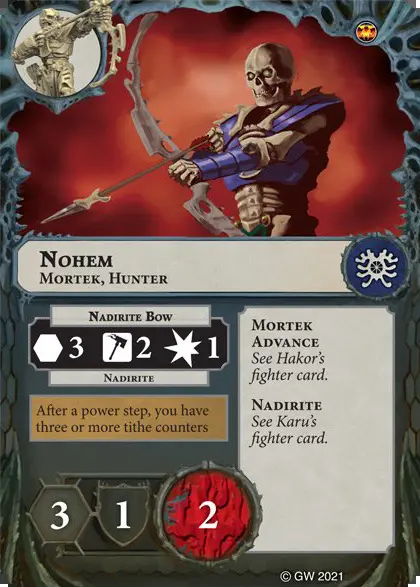 NOHEM
MORTEK, HUNTER
NADIRITE BOW
3 2 1
NADIRITE
After a power step, you have
three or more tithe counters
MORTEK
ADVANCE
See Hakor's
fighter card.
NADIRITE
See Karu's
fighter card.
3 1 2
© GW 2021